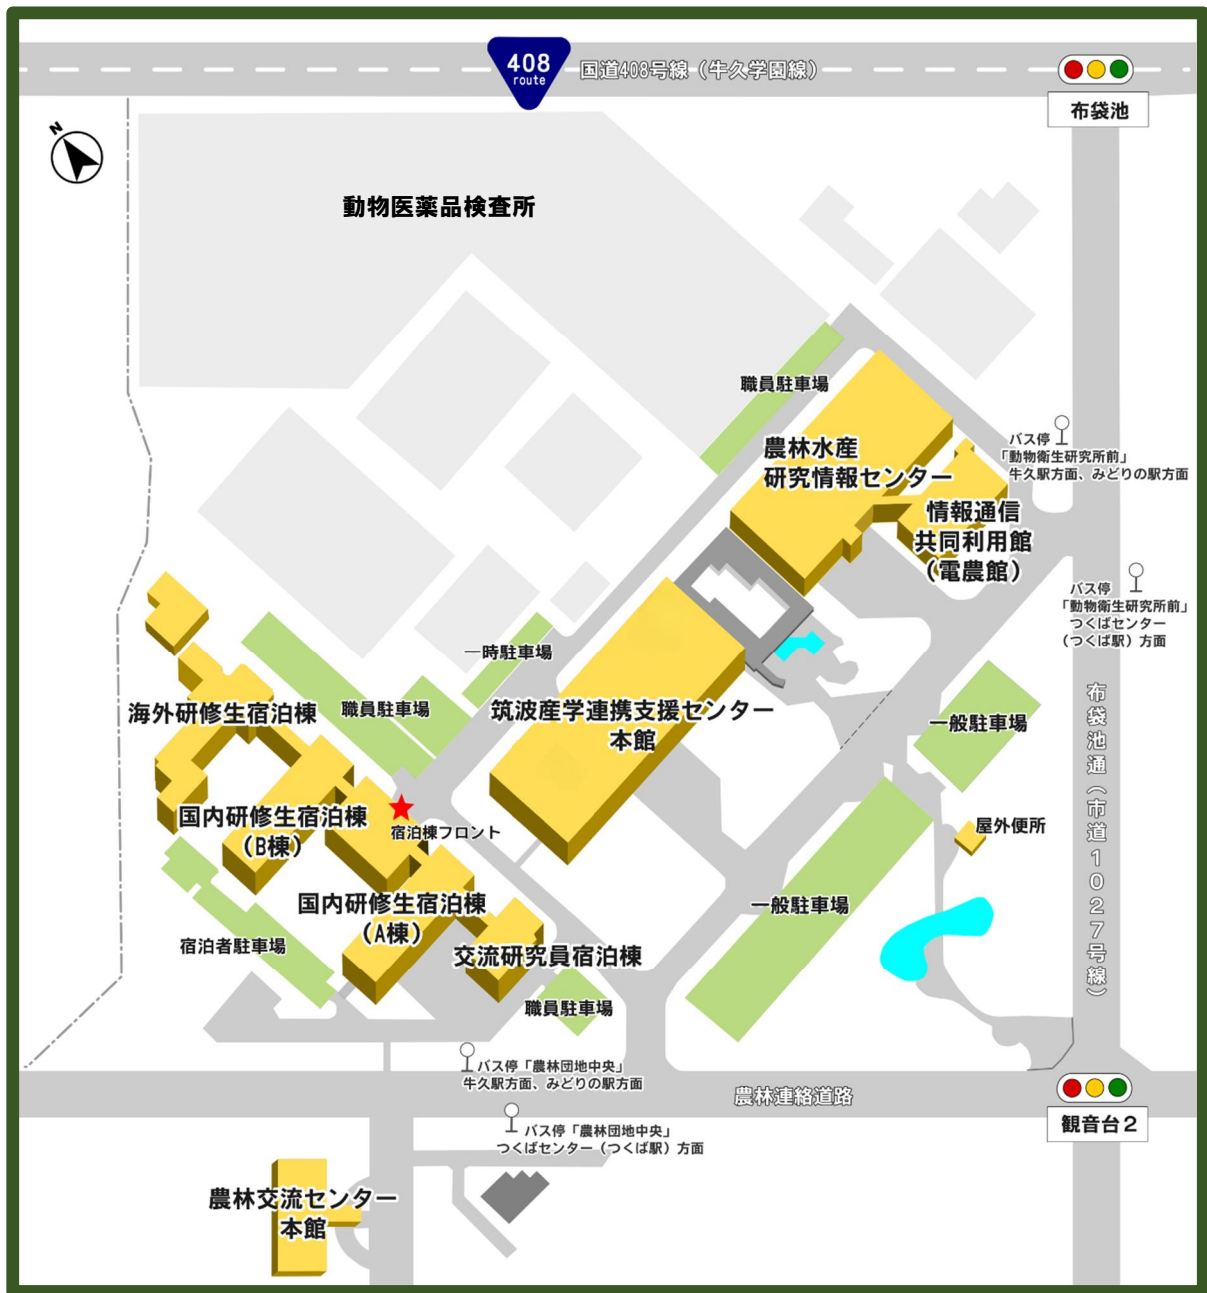 408
route
国道408号線（牛久学園線）
布袋池
N
動物医薬品検査所
職員駐車場
農林水産
研究情報センター
バス停
「動物衛生研究所前」
牛久駅方面、みどりの駅方面
情報通信
共同利用館
（電農館）
バス停
「動物衛生研究所前」
つくばセンター
（つくば駅）方面
一時駐車場
海外研修生宿泊棟
職員駐車場
筑波産学連携支援センター
本館
一般駐車場
布袋池通（市道1027号線）
国内研修生宿泊棟
（B棟）
宿泊棟フロント
屋外便所
国内研修生宿泊棟
（A棟）
一般駐車場
宿泊者駐車場
交流研究員宿泊棟
職員駐車場
バス停「農林団地中央」
牛久駅方面、みどりの駅方面
農林連絡道路
観音台2
バス停「農林団地中央」
つくばセンター（つくば駅）方面
農林交流センター
本館